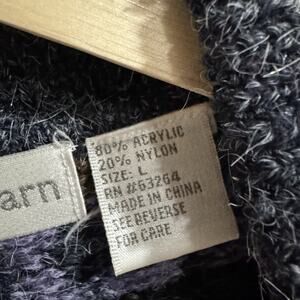 arn
80% ACRYLIC
20% NYLON
SIZE: L
RN #63264
MADE IN CHINA
SEE REVERSE
FOR CARE